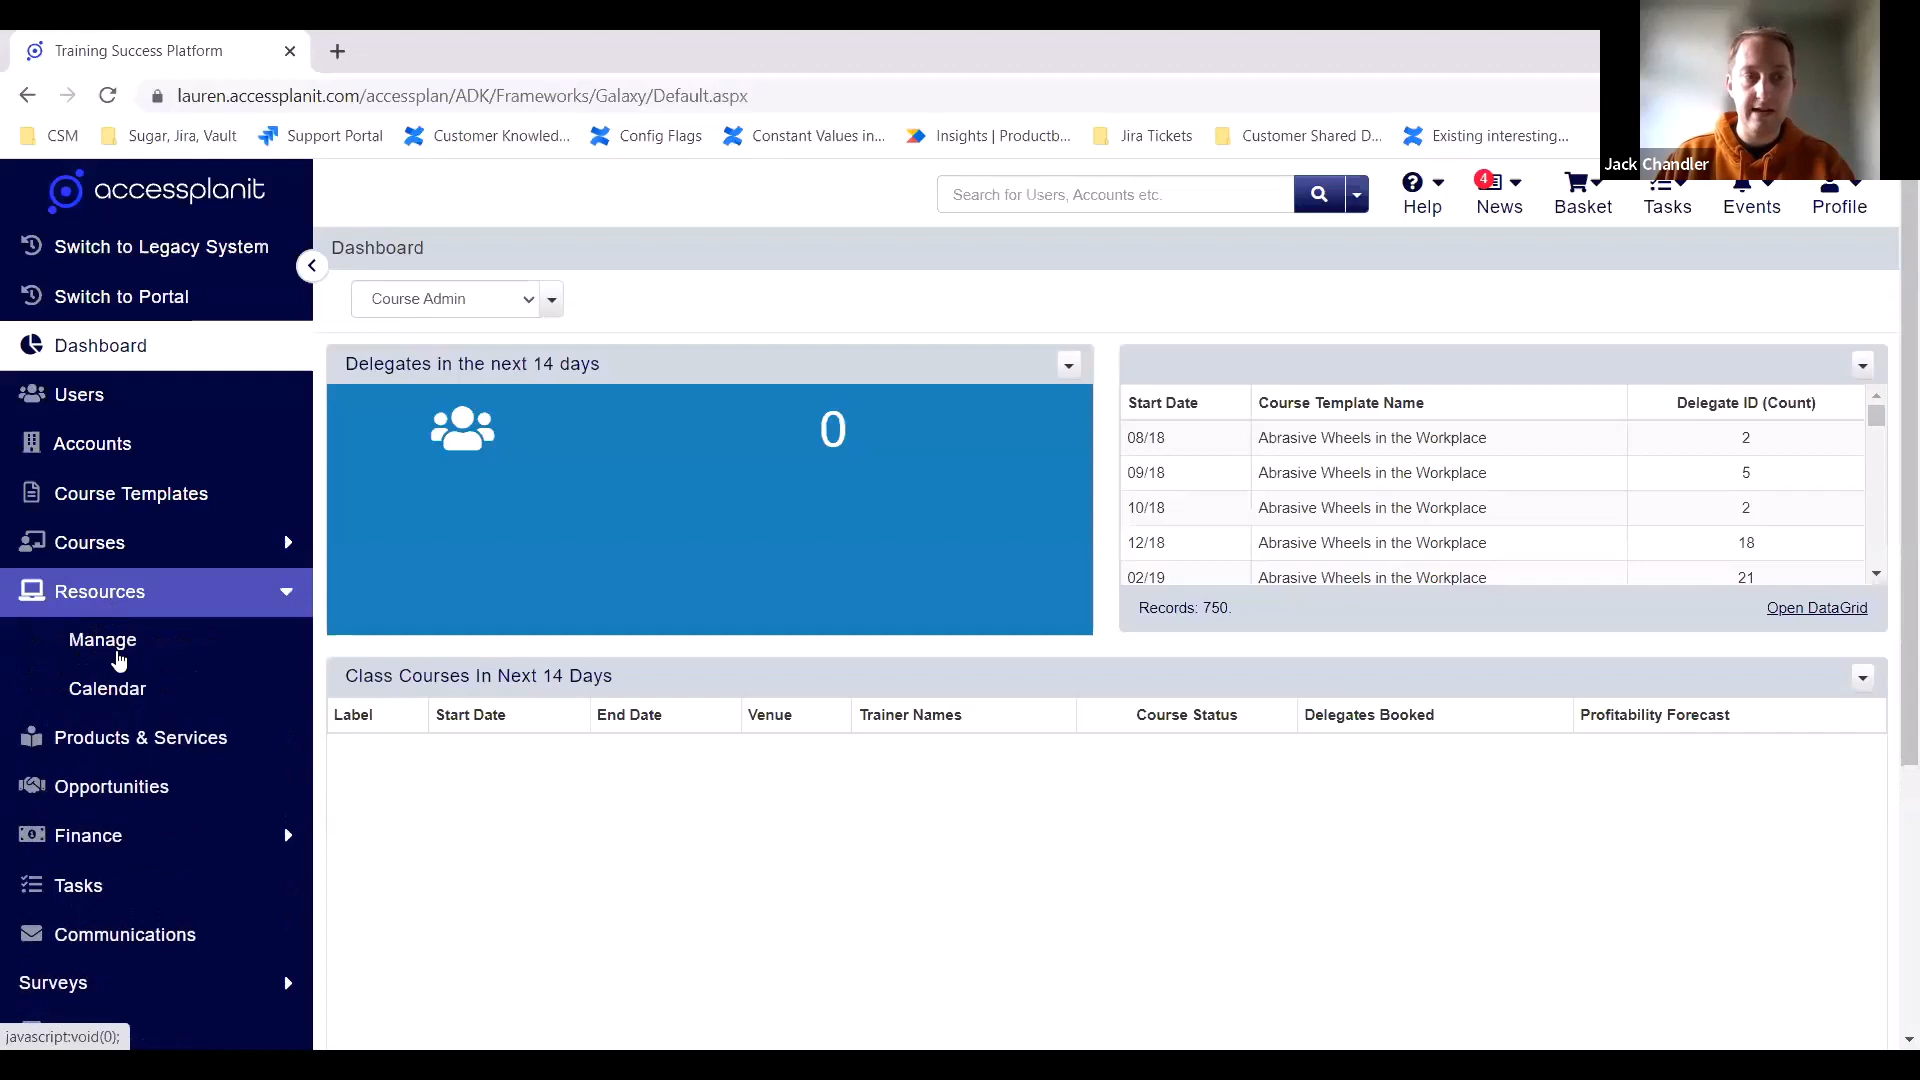 Training Success Platform
lauren.accessplanit.com/accessplan/ADK/Frameworks/Galaxy/Default.aspx
CSM
Sugar, Jira, Vault
Support Portal
Customer Knowled...
Config Flags
Constant Values in...
Insights | Productb...
Jira Tickets
Customer Shared D...
Existing interesting...
Jack Chandler
accessplanit
Search for Users, Accounts etc.
Help
4
News
Basket
Tasks
Events
Profile
Switch to Legacy System
Switch to Portal
Dashboard
Users
Accounts
Course Templates
Courses
Resources
Manage
Calendar
Products & Services
Opportunities
Finance
Tasks
Communications
Surveys
javascript:void(0);
Dashboard
Course Admin
Delegates in the next 14 days
0
Start Date Course Template Name Delegate ID (Count)
08/18 Abrasive Wheels in the Workplace 2
09/18 Abrasive Wheels in the Workplace 5
10/18 Abrasive Wheels in the Workplace 2
12/18 Abrasive Wheels in the Workplace 18
02/19 Abrasive Wheels in the Workplace 21
Records: 750. Open DataGrid
Class Courses In Next 14 Days
Label Start Date End Date Venue Trainer Names Course Status Delegates Booked Profitability Forecast